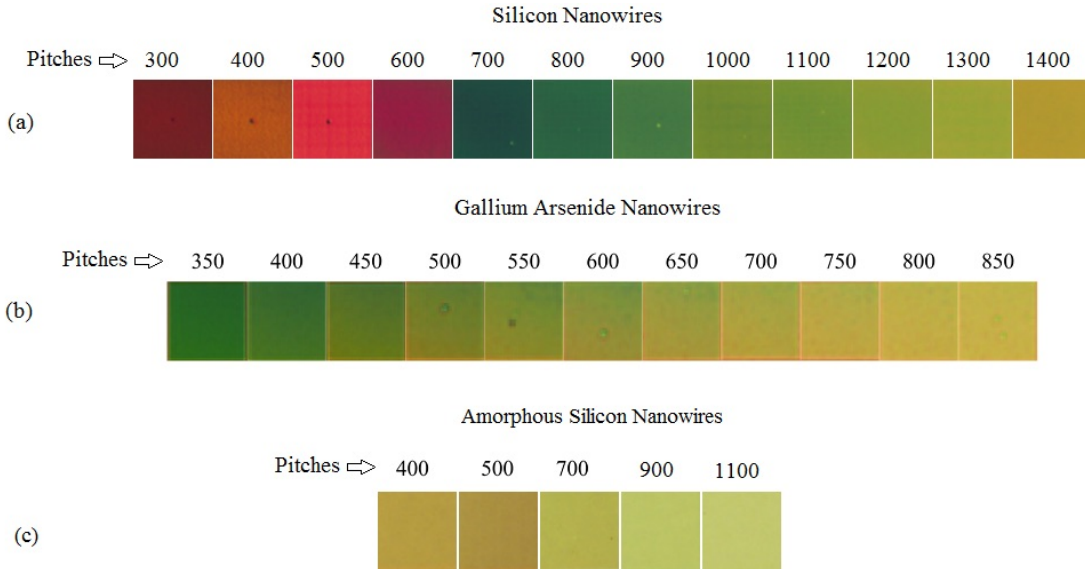 Silicon Nanowires
Pitches ⇨ 300 400 500 600 700 800 900 1000 1100 1200 1300 1400
(a)
Gallium Arsenide Nanowires
Pitches ⇨ 350 400 450 500 550 600 650 700 750 800 850
(b)
Amorphous Silicon Nanowires
Pitches ⇨ 400 500 700 900 1100
(c)